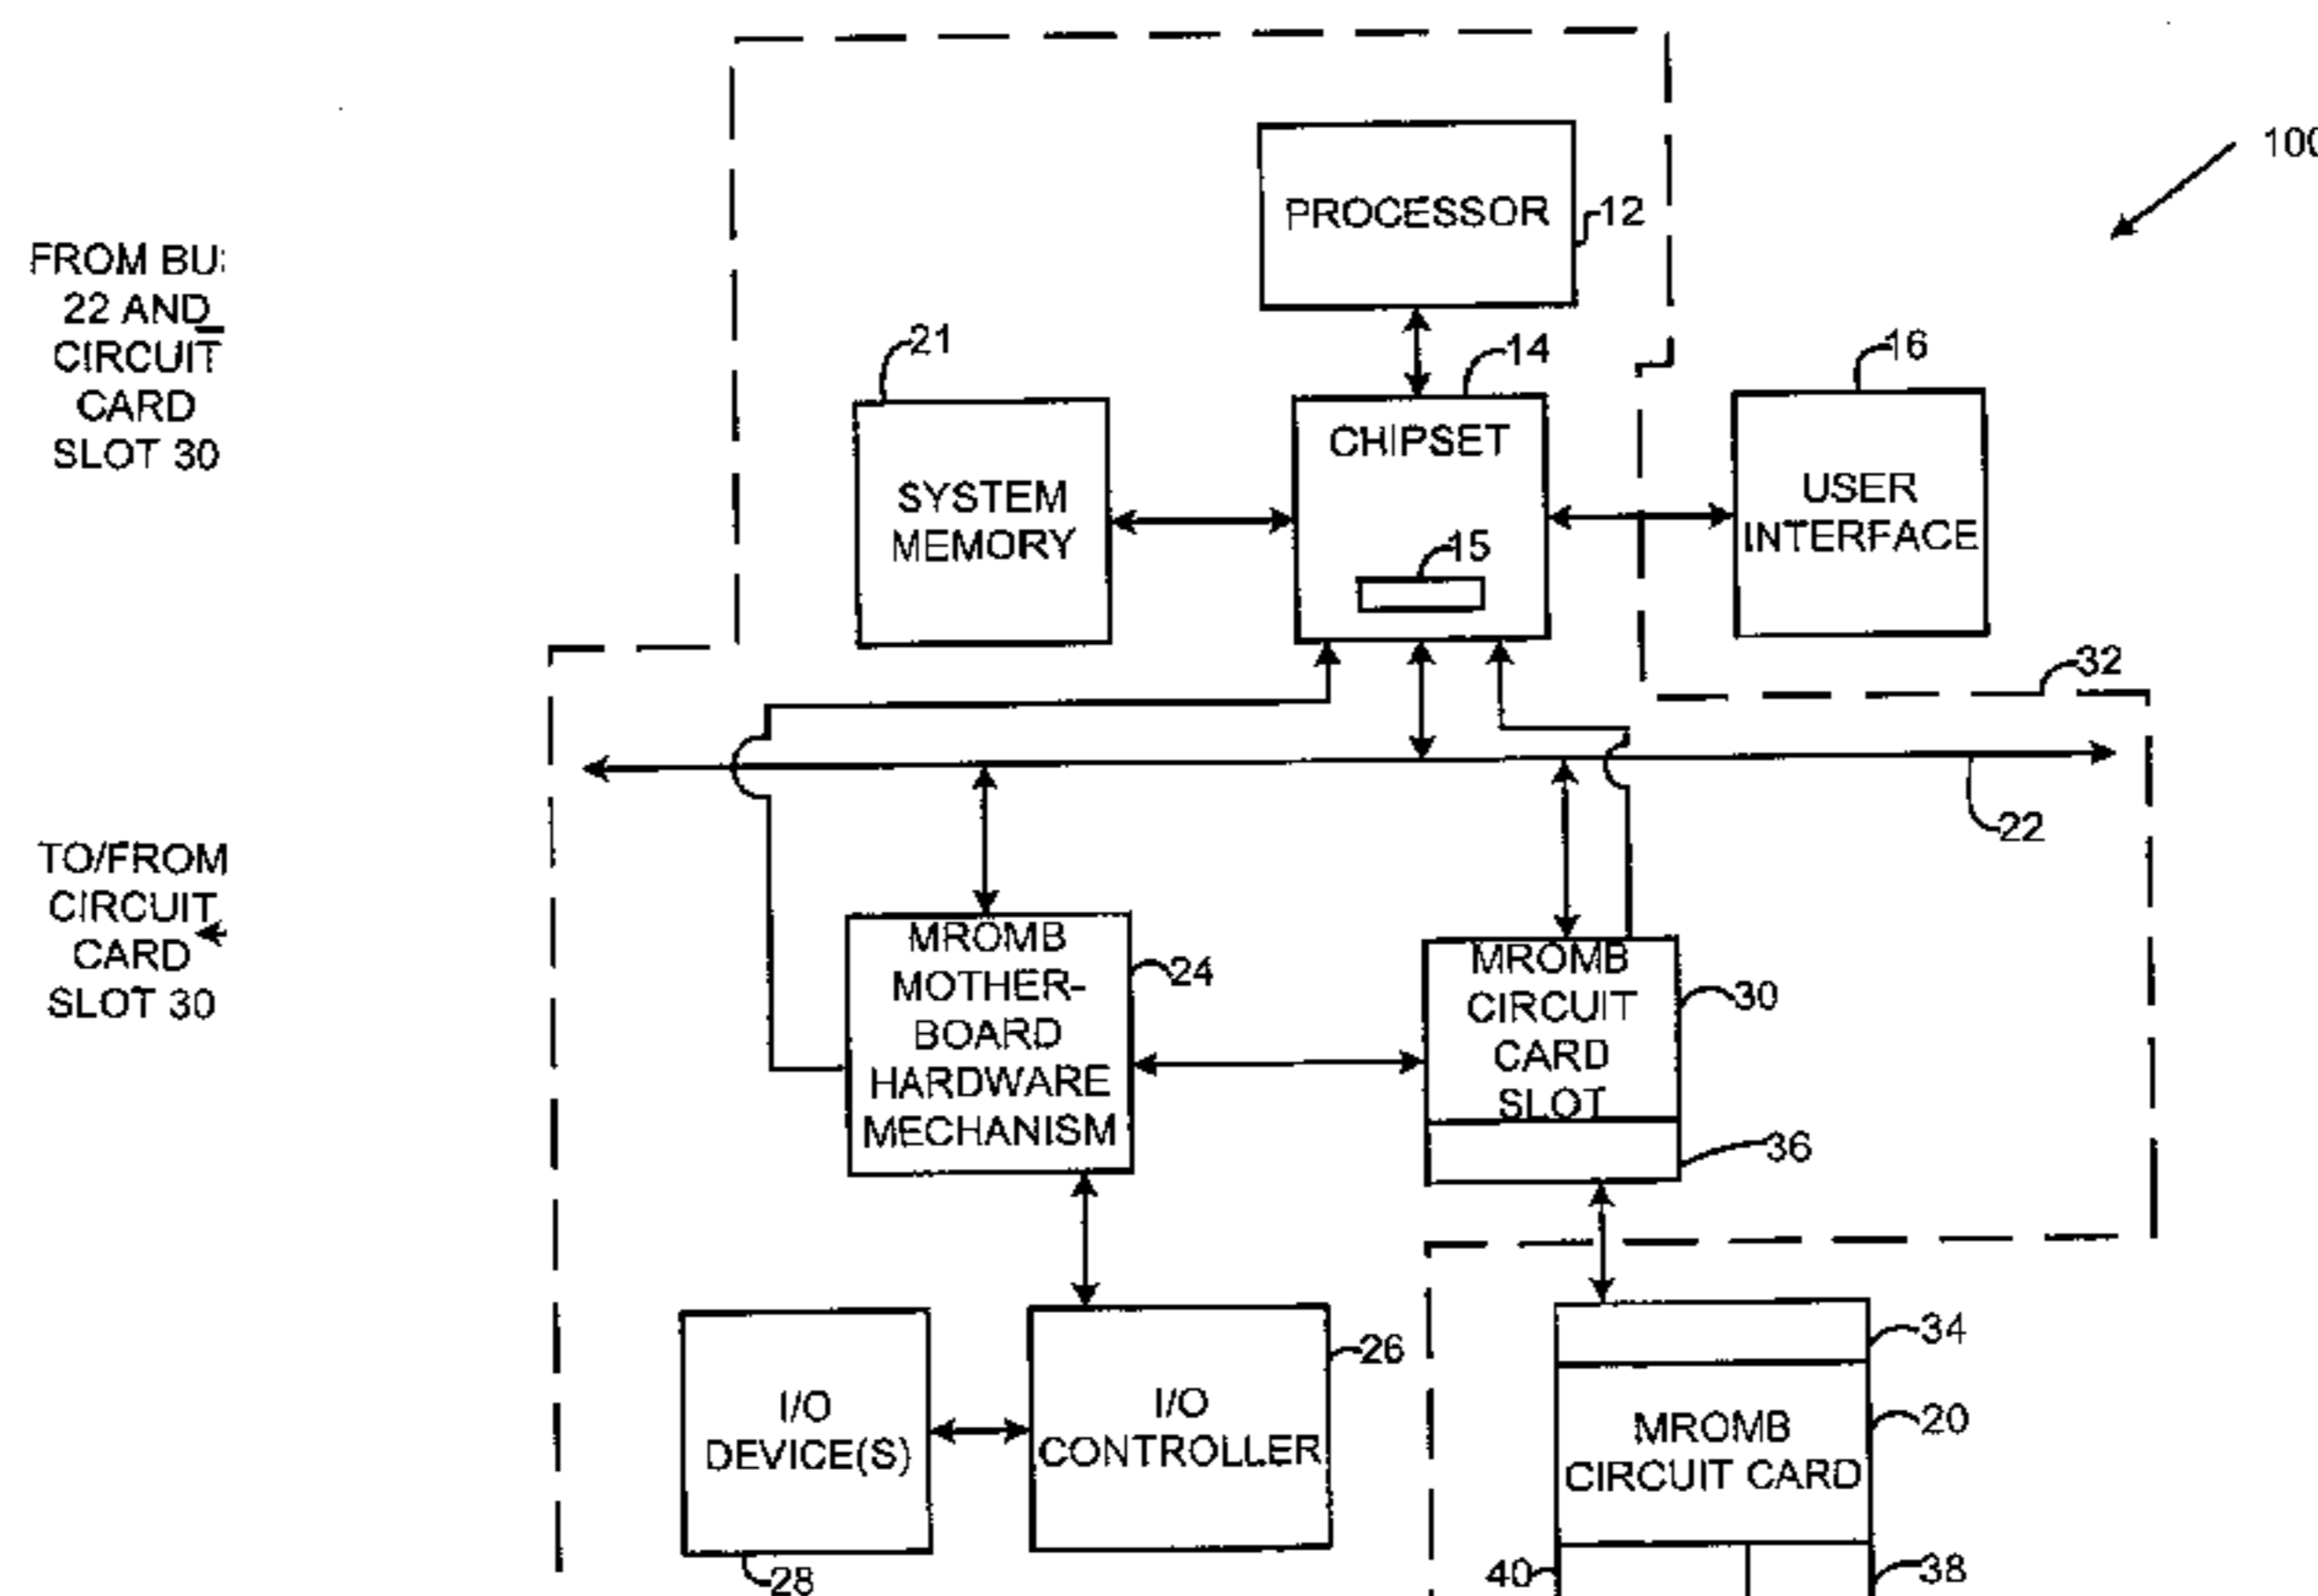 100
PROCESSOR
12
FROM BU
22 AND
CIRCUIT
CARD
SLOT 30
21
14
16
SYSTEM
MEMORY
CHIPSET
15
USER
INTERFACE
32
22
TO/FROM
CIRCUIT
CARD
SLOT 30
MROMB
MOTHER-
BOARD
HARDWARE
MECHANISM
24
MROMB
CIRCUIT
CARD
SLOT
30
36
I/O
DEVICE(S)
28
I/O
CONTROLLER
26
34
MROMB
CIRCUIT CARD
20
40
38